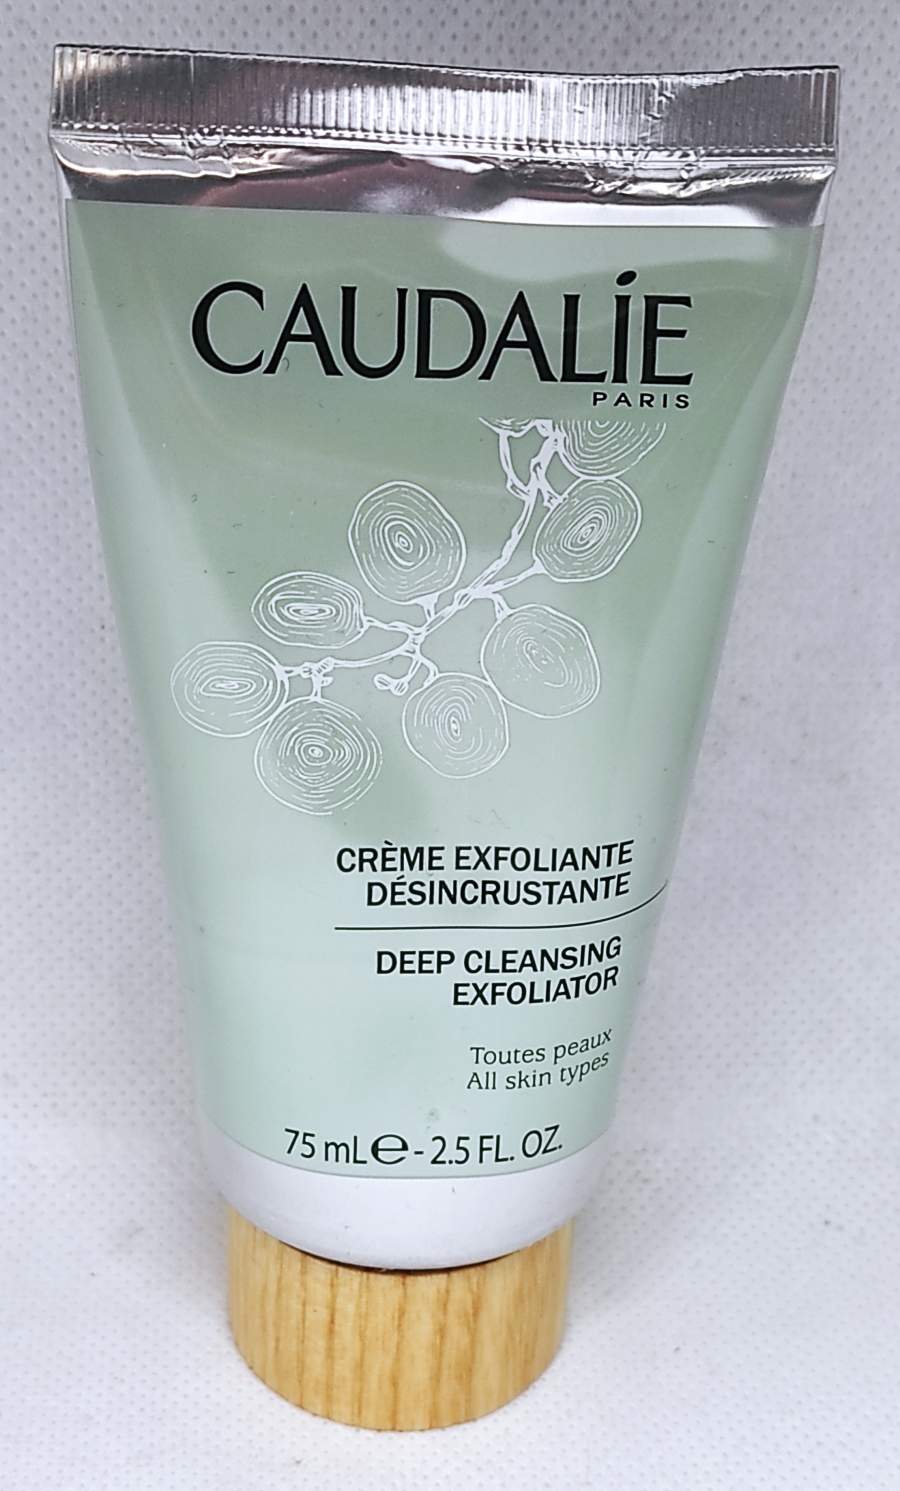 CAUDALIE
PARIS
CRÈME EXFOLIANTE
DÉSINCRUSTANTE
DEEP CLEANSING
EXFOLIATOR
Toutes peaux
All skin types
75 mL ℮ - 2.5 FL. OZ.